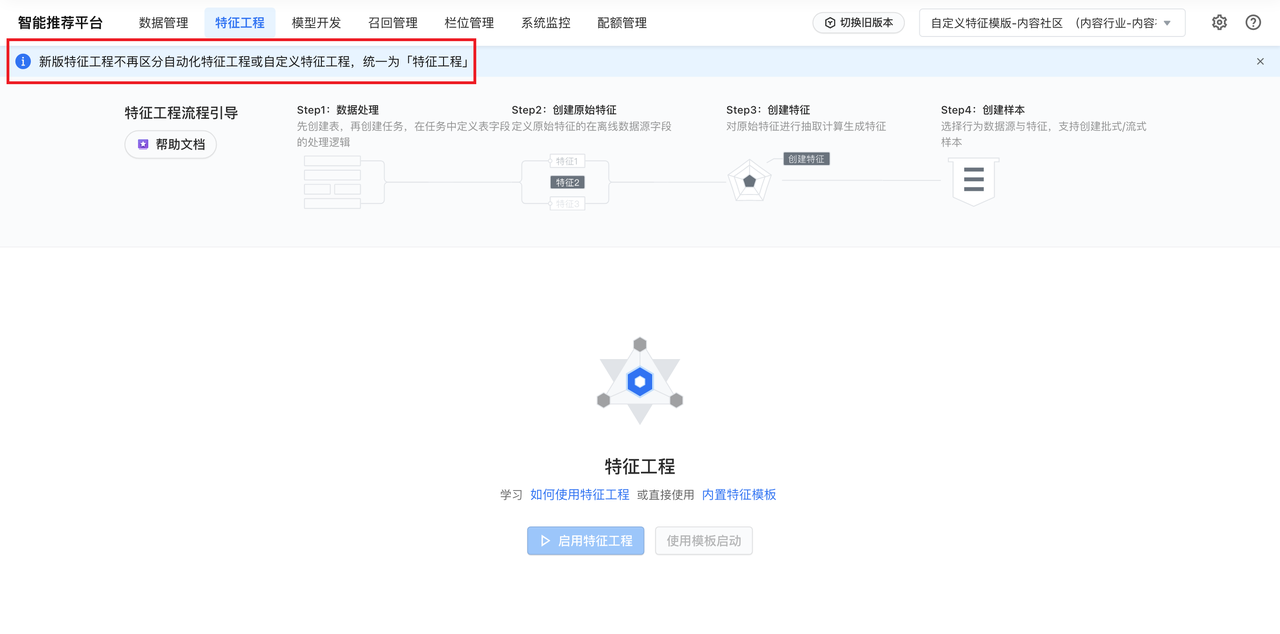 智能推荐平台 数据管理 特征工程 模型开发 召回管理 栏位管理 系统监控 配额管理 切换旧版本 自定义特征模版-内容社区 （内容行业-内容社
新版特征工程不再区分自动化特征工程或自定义特征工程，统一为「特征工程」
特征工程流程引导
帮助文档
Step1：数据处理
先创建表，再创建任务，在任务中定义表字段
的处理逻辑
Step2：创建原始特征
定义原始特征的在离线数据源字段
特征1
特征2
特征3
Step3：创建特征
对原始特征进行抽取计算生成特征
创建特征
Step4：创建样本
选择行为数据源与特征，支持创建批式/流式
样本
特征工程
学习 如何使用特征工程 或直接使用 内置特征模板
启用特征工程 使用模板启动